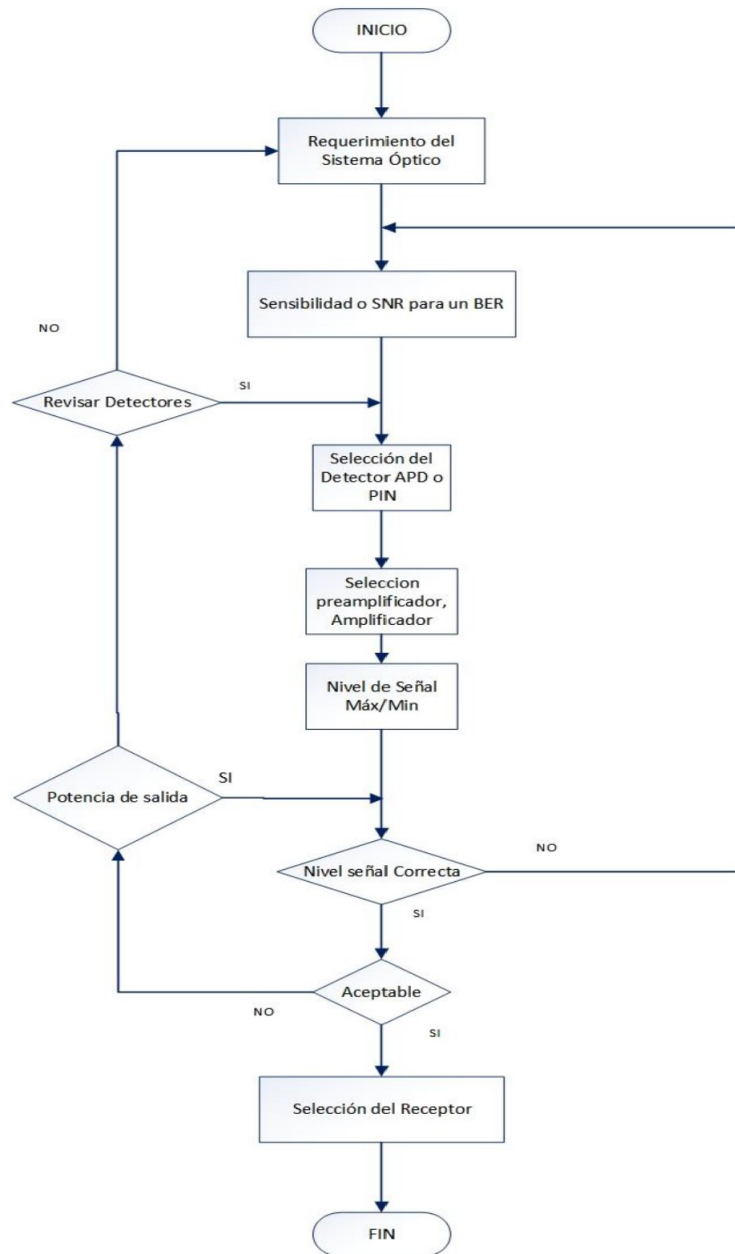 INICIO
Requerimiento del
Sistema Óptico
Sensibilidad o SNR para un BER
NO
Revisar Detectores
SI
Selección del
Detector APD o
PIN
Seleccion
preamplificador,
Amplificador
Nivel de Señal
Máx/Min
Potencia de salida
SI
Nivel señal Correcta
NO
SI
Aceptable
NO
SI
Selección del Receptor
FIN